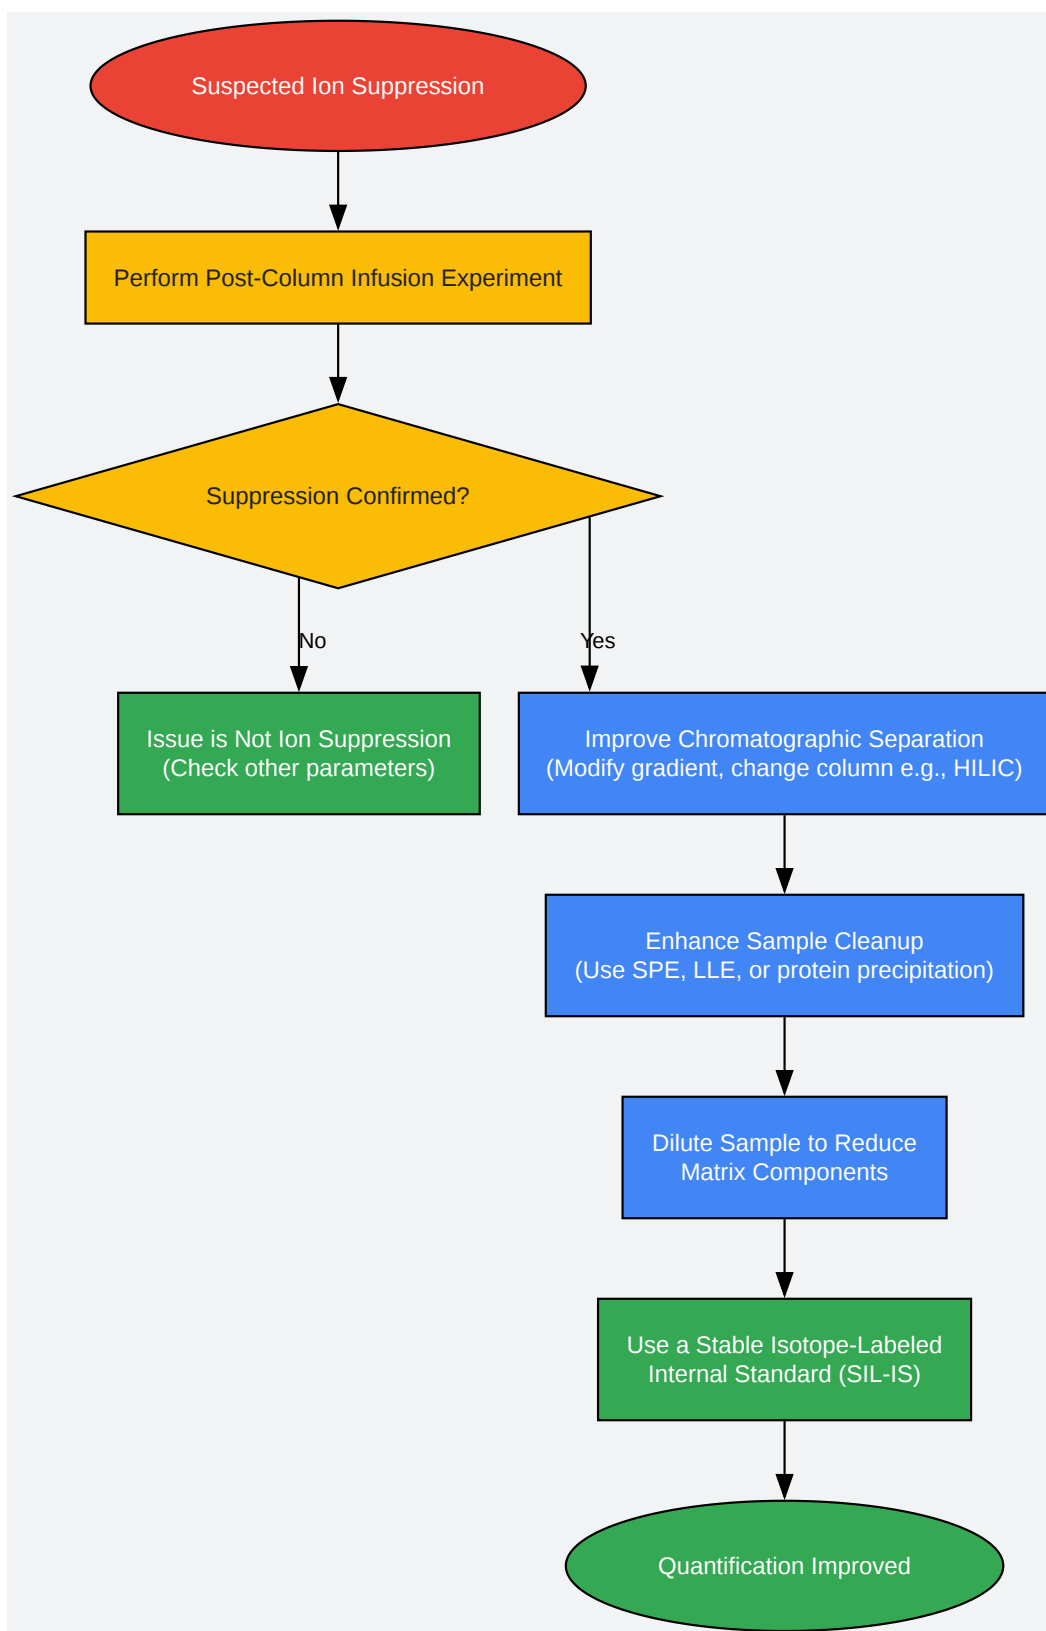 Suspected Ion Suppression
Perform Post-Column Infusion Experiment
Suppression Confirmed?
No
Yes
Issue is Not Ion Suppression
(Check other parameters)
Improve Chromatographic Separation
(Modify gradient, change column e.g., HILIC)
Enhance Sample Cleanup
(Use SPE, LLE, or protein precipitation)
Dilute Sample to Reduce
Matrix Components
Use a Stable Isotope-Labeled
Internal Standard (SIL-IS)
Quantification Improved